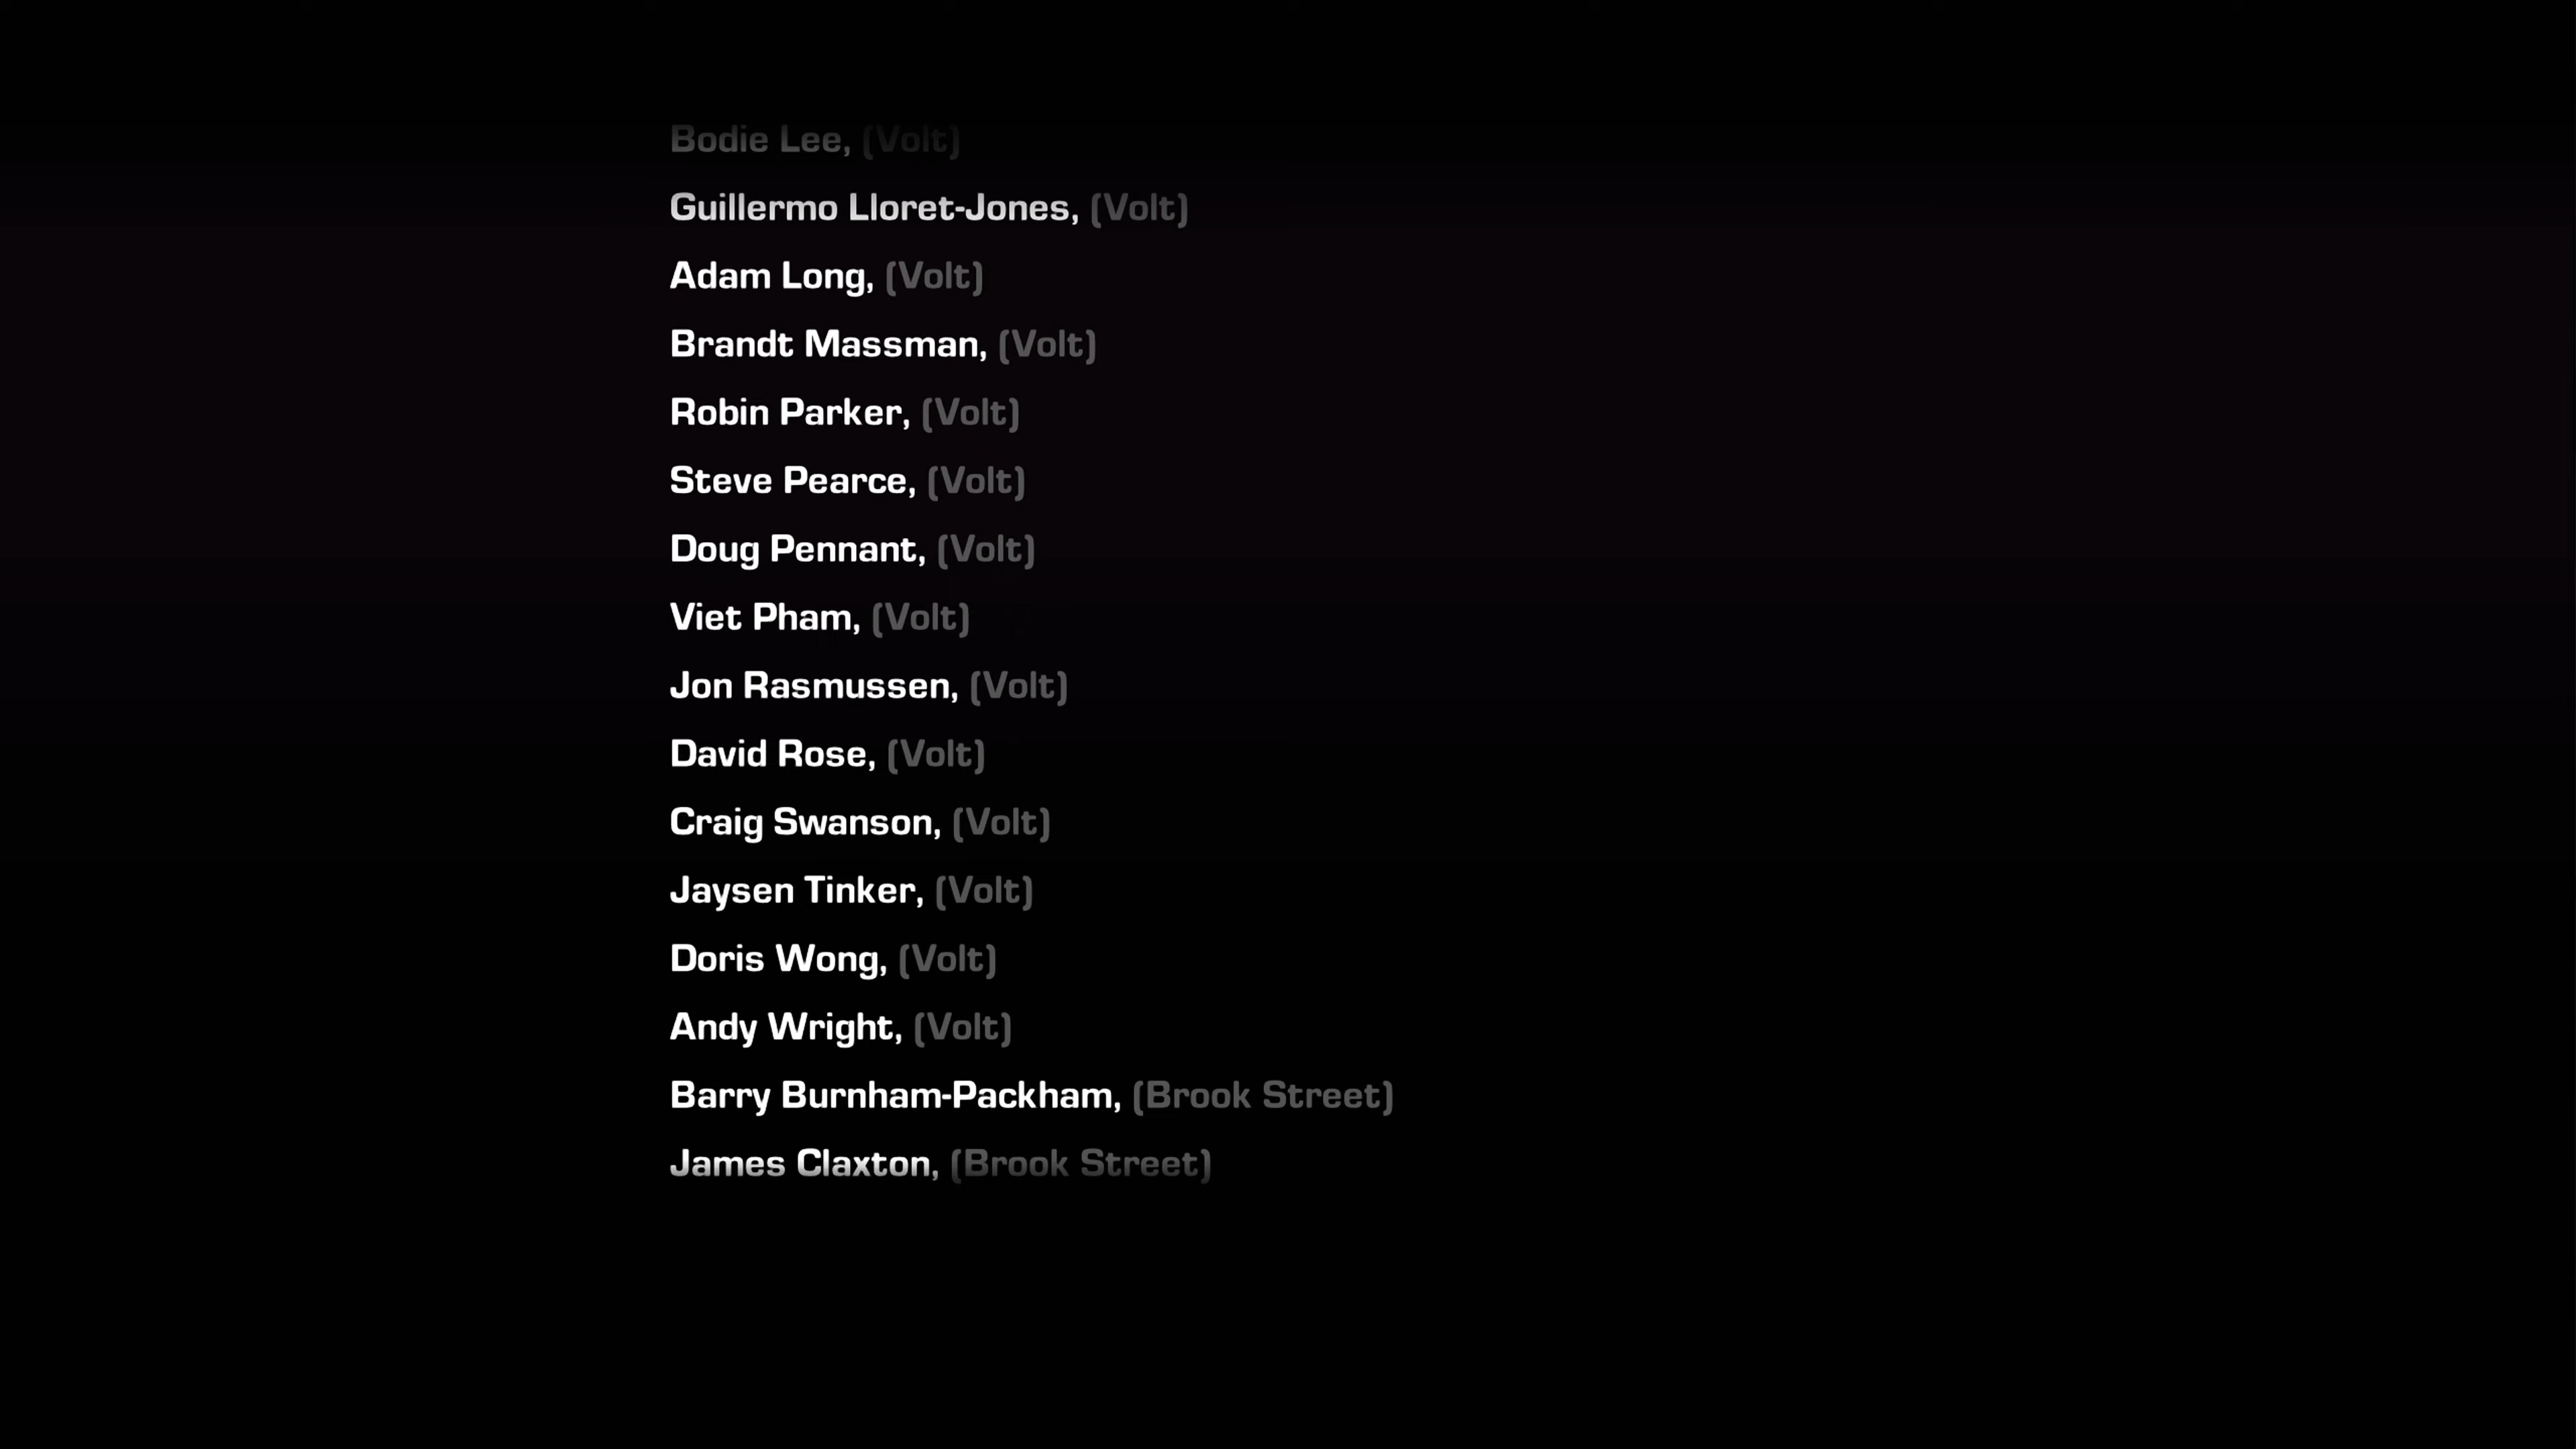 Bodie Lee, (Volt)
Guillermo Lloret-Jones, (Volt)
Adam Long, (Volt)
Brandt Massman, (Volt)
Robin Parker, (Volt)
Steve Pearce, (Volt)
Doug Pennant, (Volt)
Viet Pham, (Volt)
Jon Rasmussen, (Volt)
David Rose, (Volt)
Craig Swanson, (Volt)
Jaysen Tinker, (Volt)
Doris Wong, (Volt)
Andy Wright, (Volt)
Barry Burnham-Packham, (Brook Street)
James Claxton, (Brook Street)